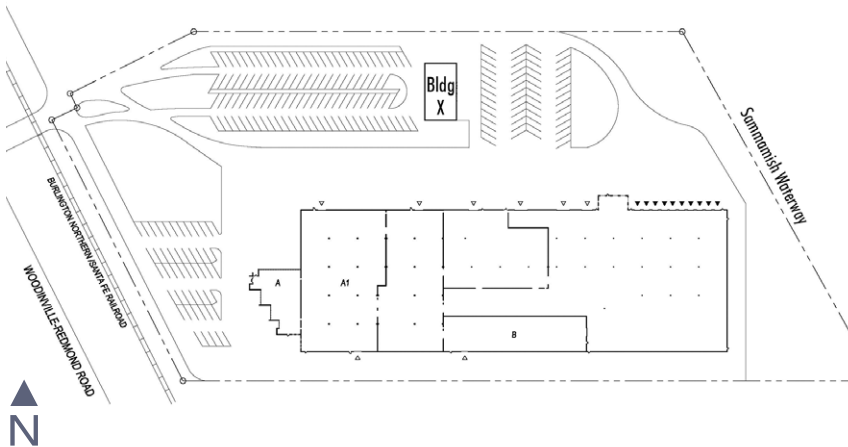 Bldg
X
Sammamish Waterway
BURLINGTON NORTHERN /SANTA FE RAILROAD
WOODINVILLE-REDMOND ROAD
A
A1
B
N